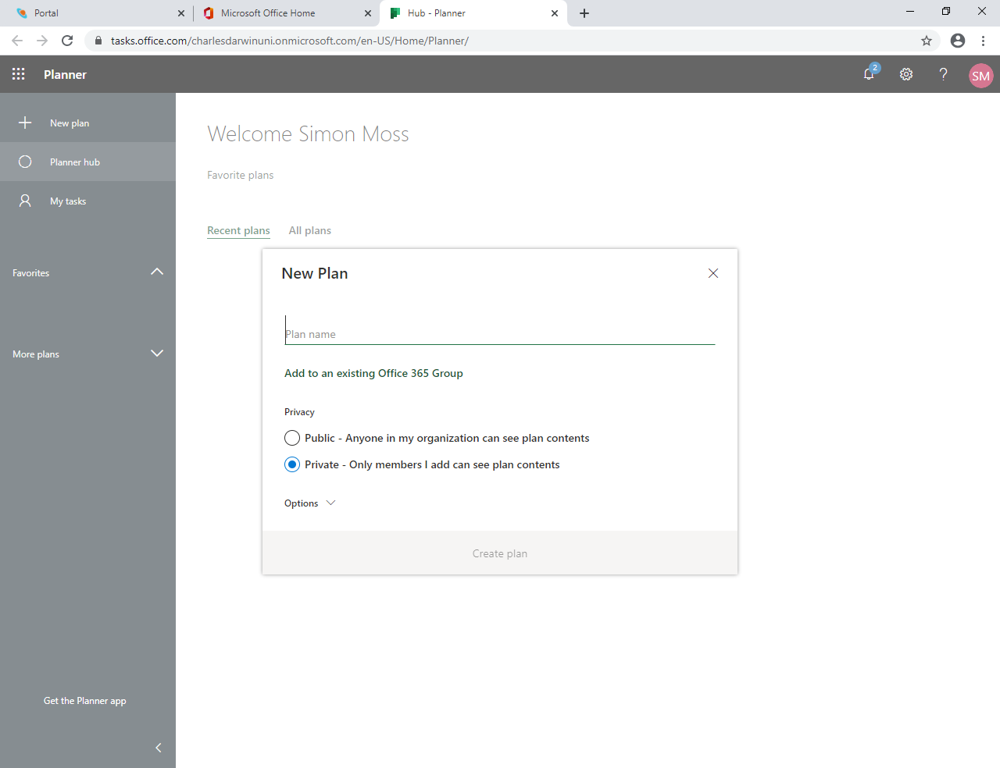 Portal
Microsoft Office Home
Hub - Planner
tasks.office.com/charlesdarwinuni.onmicrosoft.com/en-US/Home/Planner/
Planner
2
?
SM
New plan
Planner hub
My tasks
Favorites
More plans
Get the Planner app
Welcome Simon Moss
Favorite plans
Recent plans All plans
New Plan
Plan name
Add to an existing Office 365 Group
Privacy
Public - Anyone in my organization can see plan contents
Private - Only members I add can see plan contents
Options
Create plan